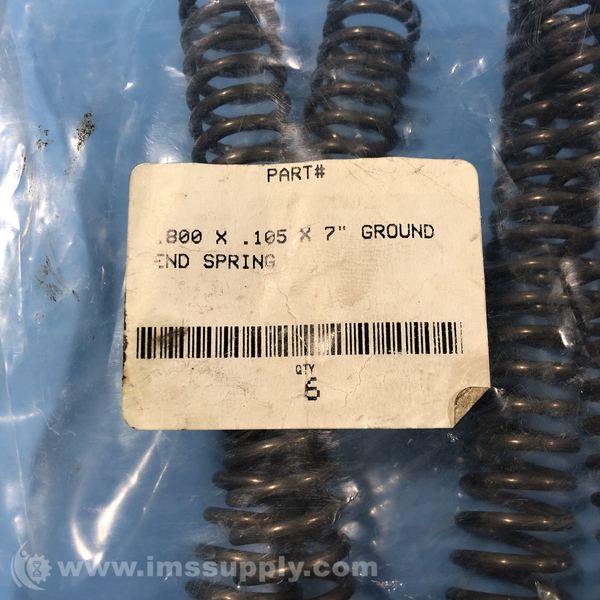 PART#
.800 X .105 X 7" GROUND
END SPRING
QTY
6
www.imssupply.com